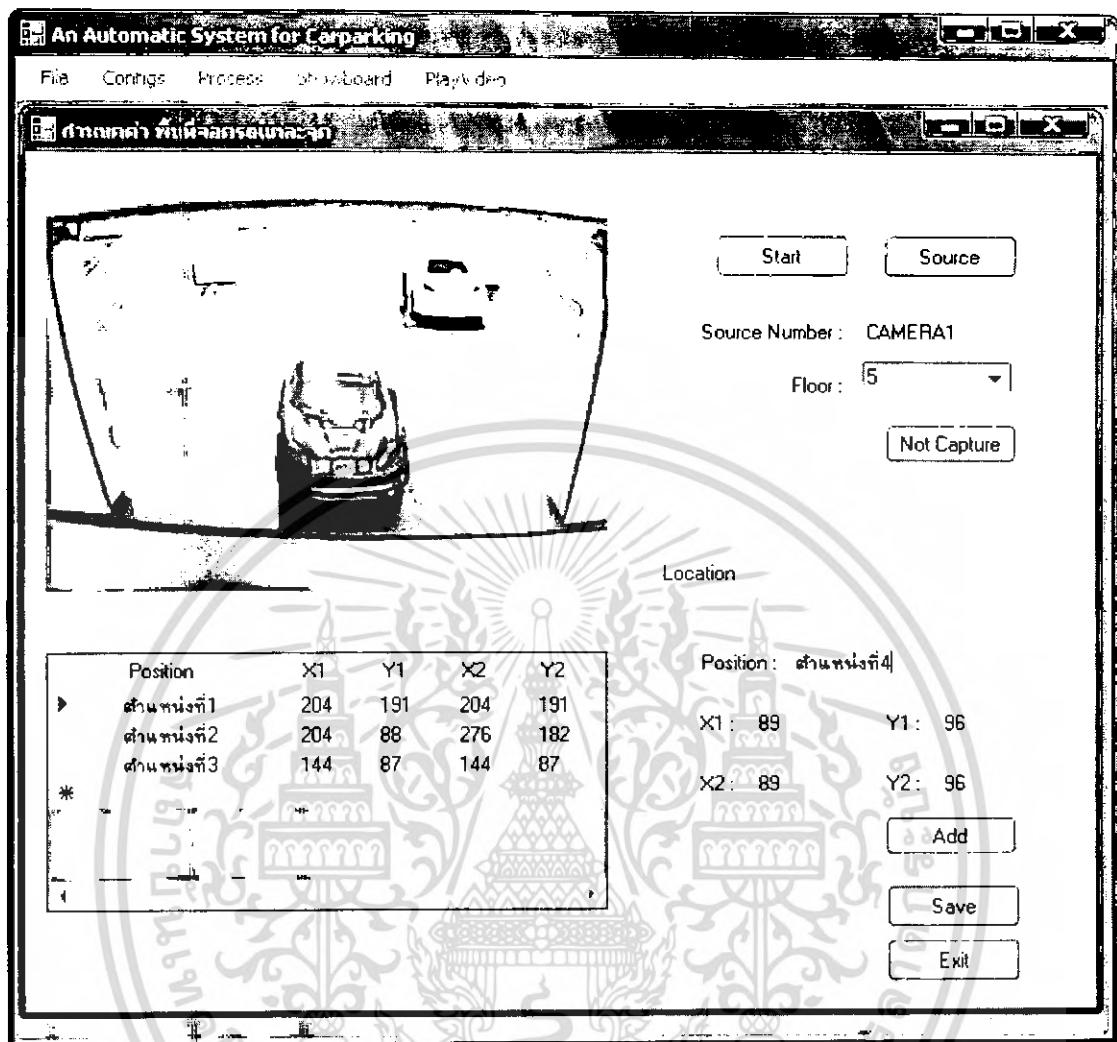 An Automatic System for Carparking
File Configs Process Showboard PlayVideo
Start Source
Source Number : CAMERA1
Floor : 5
Not Capture
Location
Position X1 Y1 X2 Y2
ตำแหน่งที่1 204 191 204 191
ตำแหน่งที่2 204 88 276 182
ตำแหน่งที่3 144 87 144 87
Position : ตำแหน่งที่4
X1 : 89 Y1 : 96
X2 : 89 Y2 : 96
Add
Save
Exit